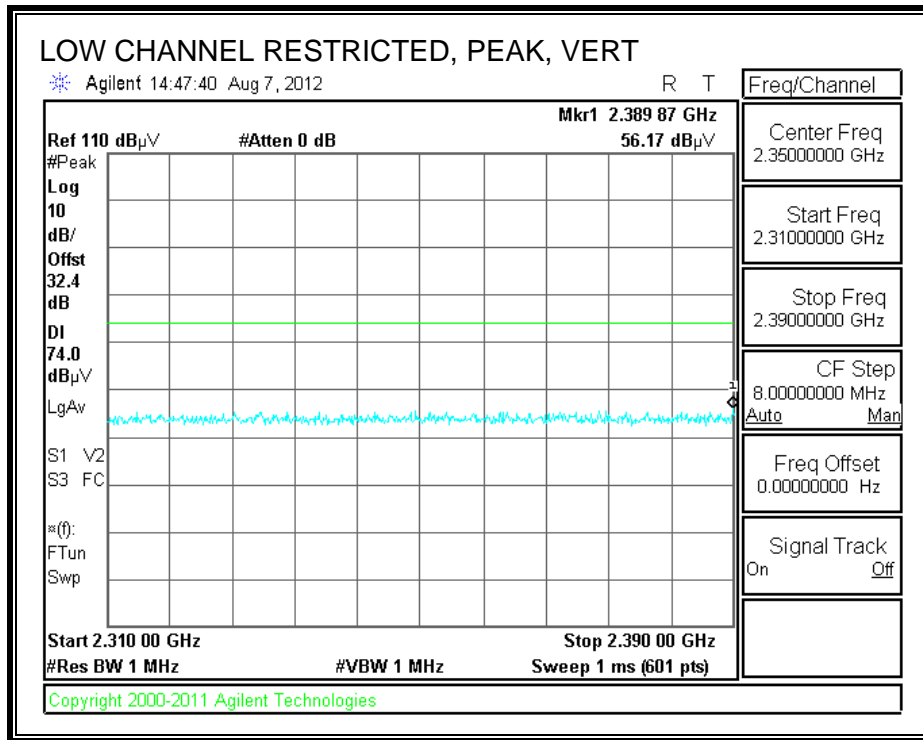 LOW CHANNEL RESTRICTED, PEAK, VERT
Agilent 14:47:40 Aug 7, 2012 R T
Mkr1 2.389 87 GHz
Ref 110 dBµV #Atten 0 dB 56.17 dBµV
#Peak
Log
10
dB/
Offst
32.4
dB
DI
74.0
dBµV
LgAv
S1 V2
S3 FC
¤(f):
FTun
Swp
1
Start 2.310 00 GHz Stop 2.390 00 GHz
#Res BW 1 MHz #VBW 1 MHz Sweep 1 ms (601 pts)
Copyright 2000-2011 Agilent Technologies
Freq/Channel
Center Freq
2.35000000 GHz
Start Freq
2.31000000 GHz
Stop Freq
2.39000000 GHz
CF Step
8.00000000 MHz
Auto Man
Freq Offset
0.00000000 Hz
Signal Track
On Off